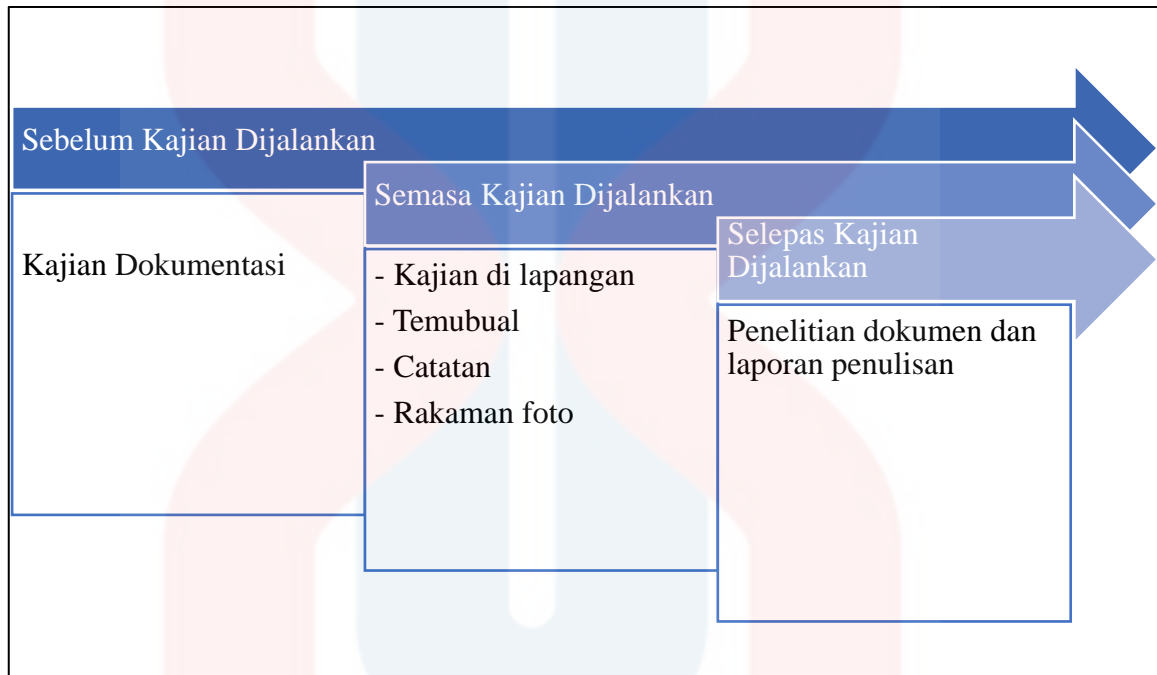 Sebelum Kajian Dijalankan
Kajian Dokumentasi
Semasa Kajian Dijalankan
- Kajian di lapangan
- Temubual
- Catatan
- Rakaman foto
Selepas Kajian
Dijalankan
Penelitian dokumen dan
laporan penulisan